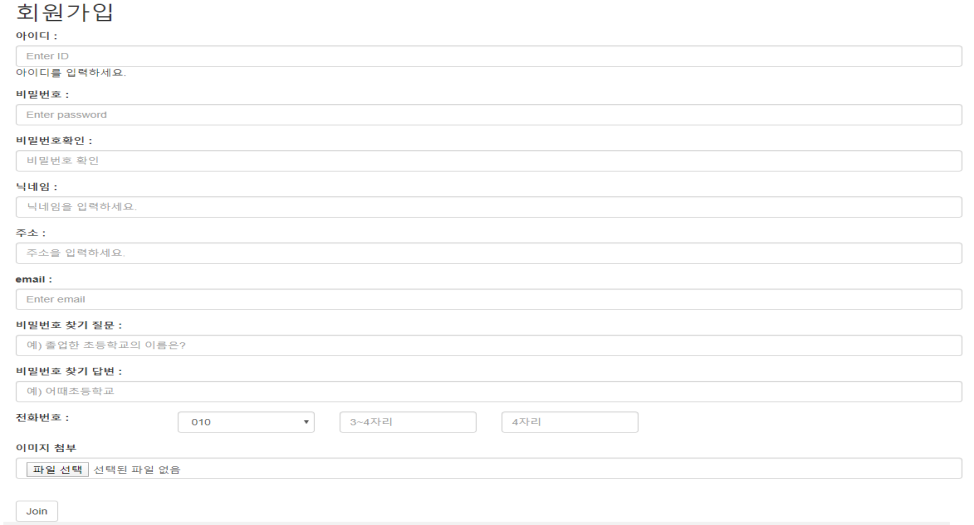 회원가입
아이디 :
Enter ID
아이디를 입력하세요.
비밀번호 :
Enter password
비밀번호확인 :
비밀번호 확인
닉네임 :
닉네임을 입력하세요.
주소 :
주소을 입력하세요.
email :
Enter email
비밀번호 찾기 질문 :
예) 졸업한 초등학교의 이름은?
비밀번호 찾기 답변 :
예) 어때초등학교
전화번호 : 010 3~4자리 4자리
이미지 첨부
파일 선택 선택된 파일 없음
Join